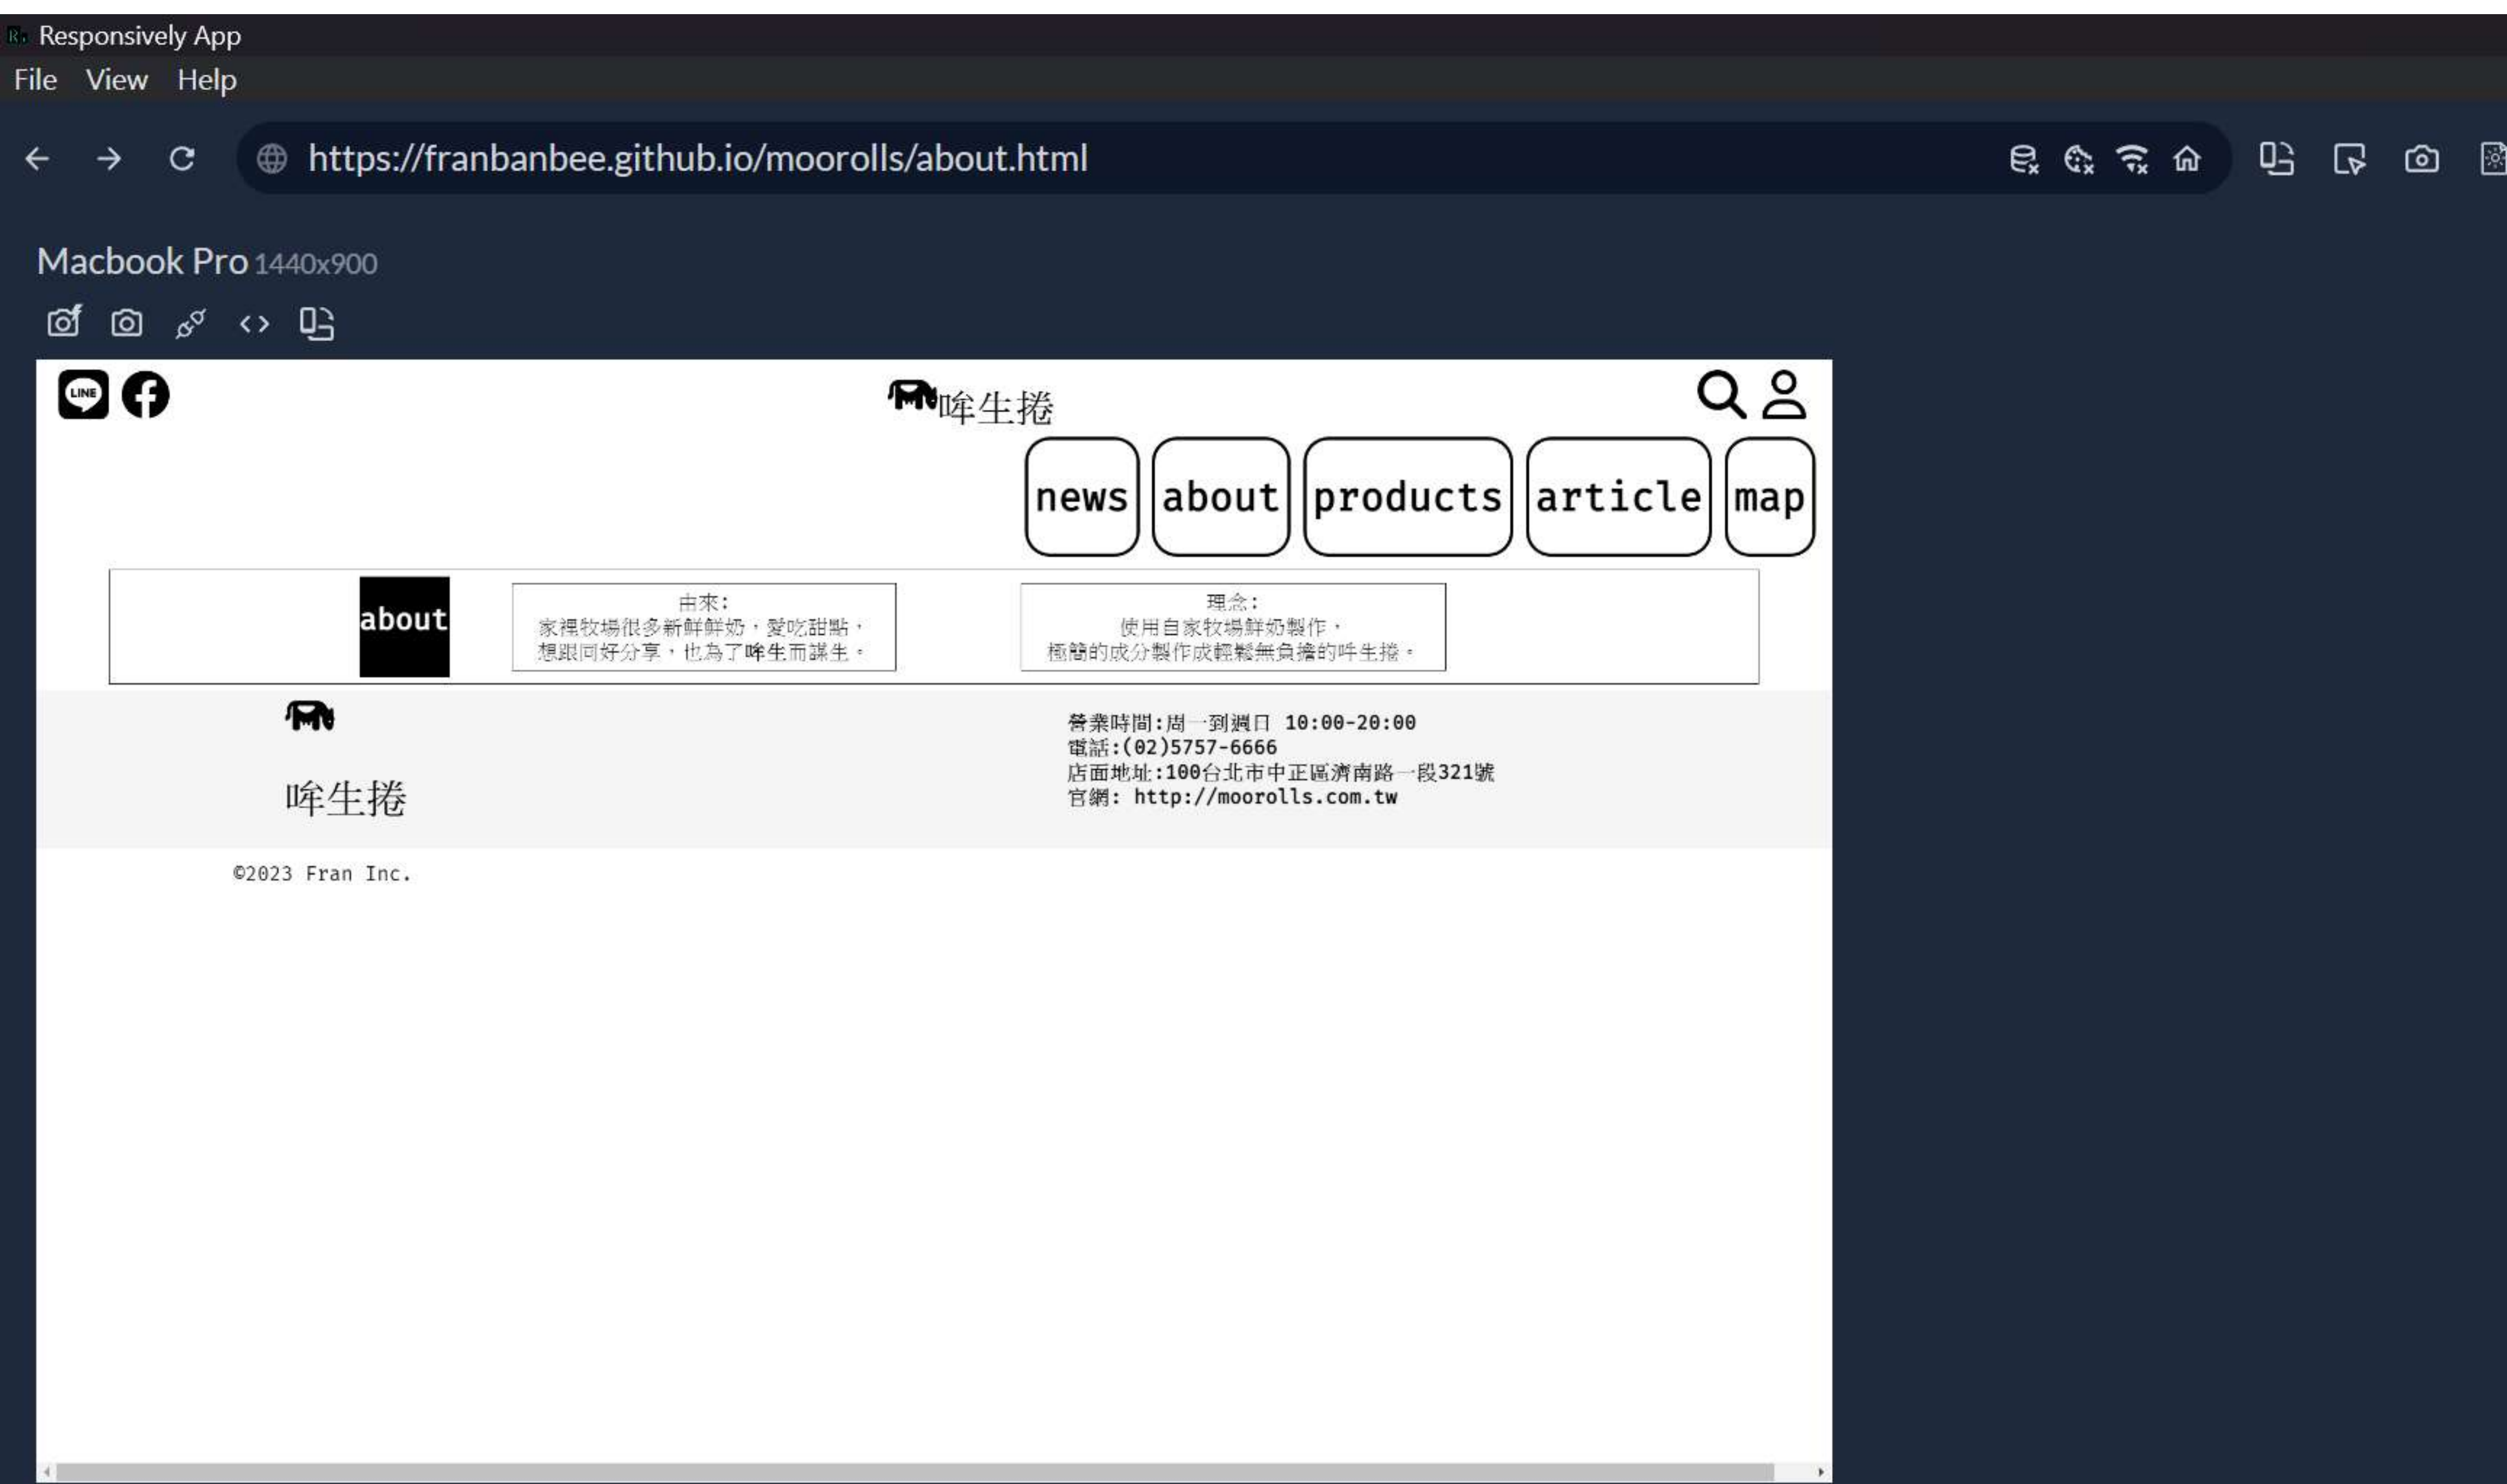 Responsively App
File View Help
https://franbanbee.github.io/moorolls/about.html
Macbook Pro 1440x900
LINE
哞生捲
news about products article map
about
由來:
家裡牧場很多新鮮鮮奶，愛吃甜點，
想跟同好分享，也為了哞生而謀生。
理念:
使用自家牧場鮮奶製作，
極簡的成分製作成輕鬆無負擔的哞生捲。
哞生捲
營業時間:周一到週日 10:00-20:00
電話:(02)5757-6666
店面地址:100台北市中正區濟南路一段321號
官網: http://moorolls.com.tw
©2023 Fran Inc.